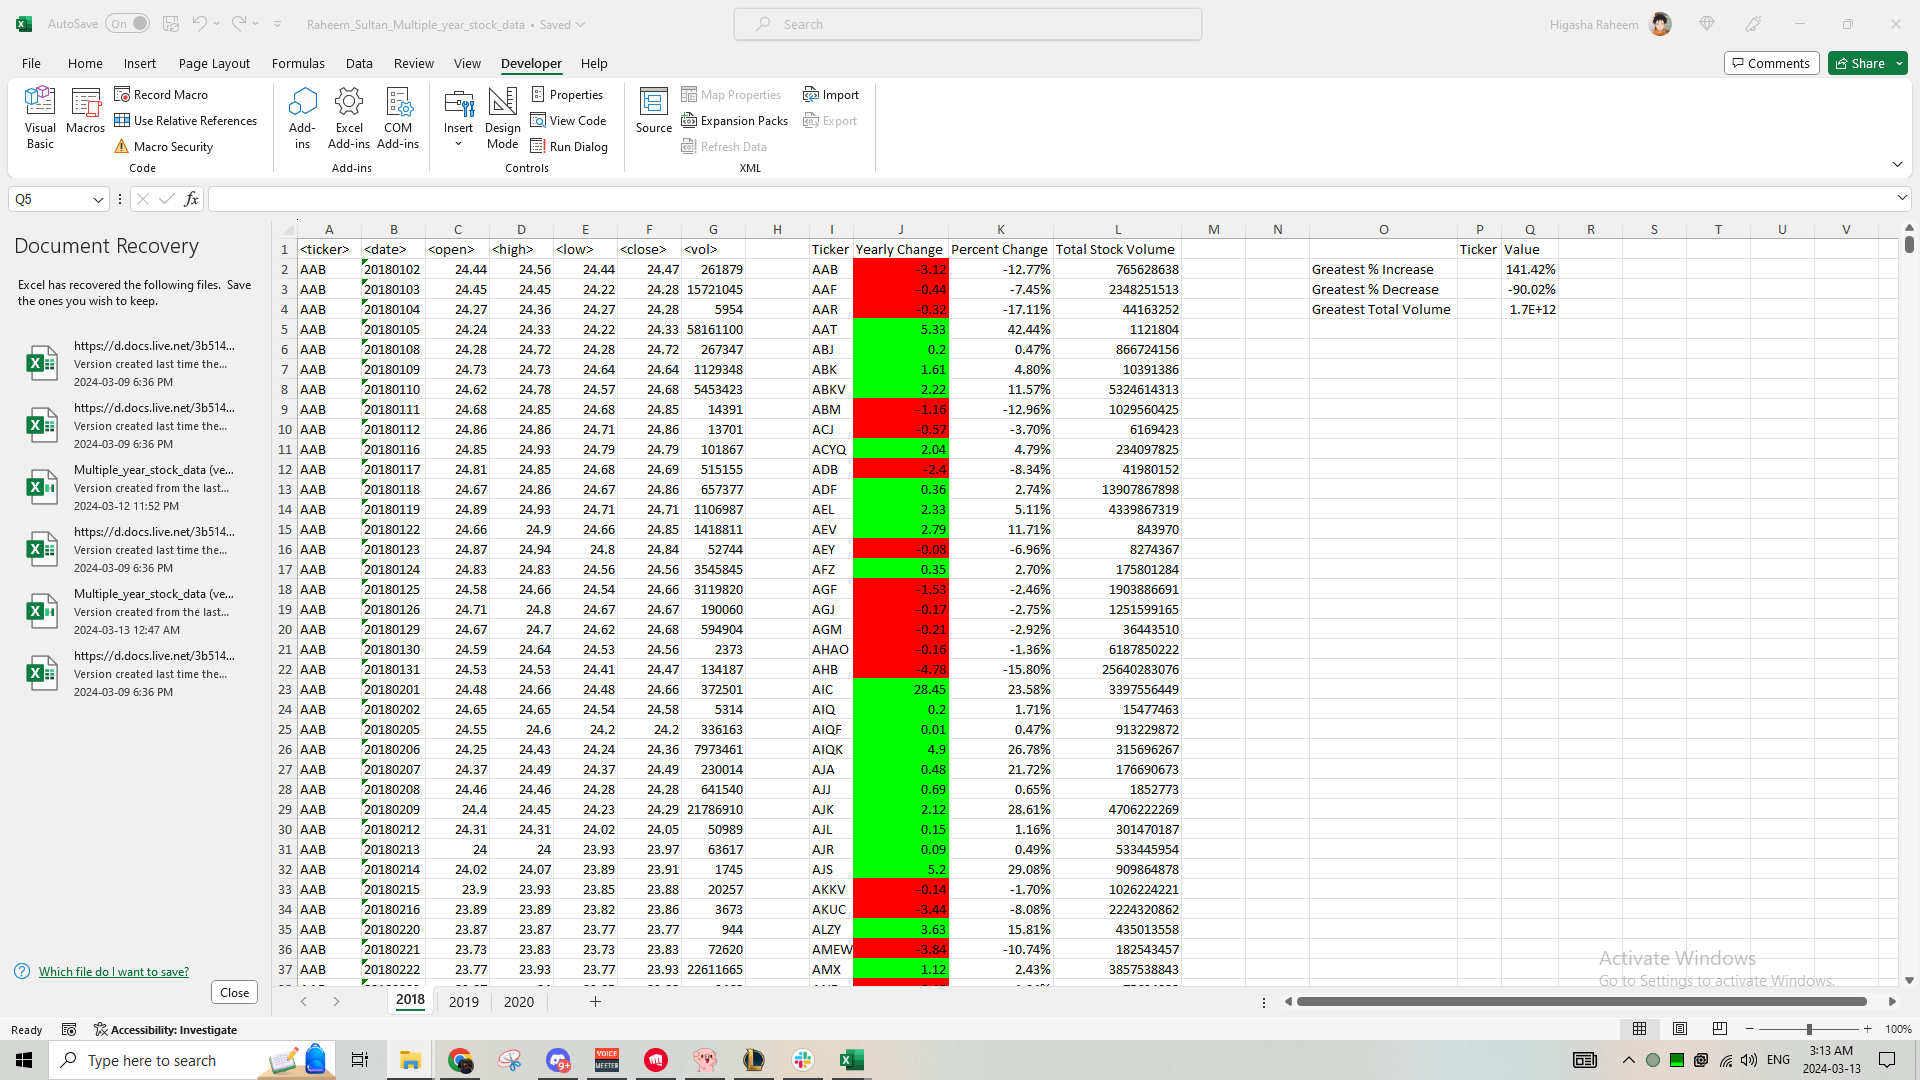 AutoSave On Raheem_Sultan_Multiple_year_stock_data • Saved Search Higasha Raheem
File Home Insert Page Layout Formulas Data Review View Developer Help Comments Share
Visual Basic
Macros
Record Macro
Use Relative References
Macro Security
Code
Add-ins
Excel Add-ins
COM Add-ins
Add-ins
Insert
Design Mode
Properties
View Code
Run Dialog
Controls
Source
Map Properties
Expansion Packs
Refresh Data
Import
Export
XML
Q5 fx
Document Recovery
Excel has recovered the following files. Save
the ones you wish to keep.
https://d.docs.live.net/3b514...
Version created last time the...
2024-03-09 6:36 PM
https://d.docs.live.net/3b514...
Version created last time the...
2024-03-09 6:36 PM
Multiple_year_stock_data (ve...
Version created from the last...
2024-03-12 11:52 PM
https://d.docs.live.net/3b514...
Version created last time the...
2024-03-09 6:36 PM
Multiple_year_stock_data (ve...
Version created from the last...
2024-03-13 12:47 AM
https://d.docs.live.net/3b514...
Version created last time the...
2024-03-09 6:36 PM
Which file do I want to save?
Close
A B C D E F G H I J K L M N O P Q R S T U V
1 <ticker> <date> <open> <high> <low> <close> <vol> Ticker Yearly Change Percent Change Total Stock Volume Ticker Value
2 AAB 20180102 24.44 24.56 24.44 24.47 261879 AAB -3.12 -12.77% 765628638 Greatest % Increase 141.42%
3 AAB 20180103 24.45 24.45 24.22 24.28 15721045 AAF -0.44 -7.45% 2348251513 Greatest % Decrease -90.02%
4 AAB 20180104 24.27 24.36 24.27 24.28 5954 AAR -0.32 -17.11% 44163252 Greatest Total Volume 1.7E+12
5 AAB 20180105 24.24 24.33 24.22 24.33 58161100 AAT 5.33 42.44% 1121804
6 AAB 20180108 24.28 24.72 24.28 24.72 267347 ABJ 0.2 0.47% 866724156
7 AAB 20180109 24.73 24.73 24.64 24.64 1129348 ABK 1.61 4.80% 10391386
8 AAB 20180110 24.62 24.78 24.57 24.68 5453423 ABKV 2.22 11.57% 5324614313
9 AAB 20180111 24.68 24.85 24.68 24.85 14391 ABM -1.16 -12.96% 1029560425
10 AAB 20180112 24.86 24.86 24.71 24.86 13701 ACJ -0.57 -3.70% 6169423
11 AAB 20180116 24.85 24.93 24.79 24.79 101867 ACYQ 2.04 4.79% 234097825
12 AAB 20180117 24.81 24.85 24.68 24.69 515155 ADB -2.4 -8.34% 41980152
13 AAB 20180118 24.67 24.86 24.67 24.86 657377 ADF 0.36 2.74% 13907867898
14 AAB 20180119 24.89 24.93 24.71 24.71 1106987 AEL 2.33 5.11% 4339867319
15 AAB 20180122 24.66 24.9 24.66 24.85 1418811 AEV 2.79 11.71% 843970
16 AAB 20180123 24.87 24.94 24.8 24.84 52744 AEY -0.08 -6.96% 8274367
17 AAB 20180124 24.83 24.83 24.56 24.56 3545845 AFZ 0.35 2.70% 175801284
18 AAB 20180125 24.58 24.66 24.54 24.66 3119820 AGF -1.53 -2.46% 1903886691
19 AAB 20180126 24.71 24.8 24.67 24.67 190060 AGJ -0.17 -2.75% 1251599165
20 AAB 20180129 24.67 24.7 24.62 24.68 594904 AGM -0.21 -2.92% 36443510
21 AAB 20180130 24.59 24.64 24.53 24.56 2373 AHAO -0.16 -1.36% 6187850222
22 AAB 20180131 24.53 24.53 24.41 24.47 134187 AHB -4.78 -15.80% 25640283076
23 AAB 20180201 24.48 24.66 24.48 24.66 372501 AIC 28.45 23.58% 3397556449
24 AAB 20180202 24.65 24.65 24.54 24.58 5314 AIQ 0.2 1.71% 15477463
25 AAB 20180205 24.55 24.6 24.2 24.2 336163 AIQF 0.01 0.47% 913229872
26 AAB 20180206 24.25 24.43 24.24 24.36 7973461 AIQK 4.9 26.78% 315696267
27 AAB 20180207 24.37 24.49 24.37 24.49 230014 AJA 0.48 21.72% 176690673
28 AAB 20180208 24.46 24.46 24.28 24.28 641540 AJJ 0.69 0.65% 1852773
29 AAB 20180209 24.4 24.45 24.23 24.29 21786910 AJK 2.12 28.61% 4706222269
30 AAB 20180212 24.31 24.31 24.02 24.05 50989 AJL 0.15 1.16% 301470187
31 AAB 20180213 24 24 23.93 23.97 63617 AJR 0.09 0.49% 533445954
32 AAB 20180214 24.02 24.07 23.89 23.91 1745 AJS 5.2 29.08% 909864878
33 AAB 20180215 23.9 23.93 23.85 23.88 20257 AKKV -0.14 -1.70% 1026224221
34 AAB 20180216 23.89 23.89 23.82 23.86 3673 AKUC -3.44 -8.08% 2224320862
35 AAB 20180220 23.87 23.87 23.77 23.77 944 ALZY 3.63 15.81% 435013558
36 AAB 20180221 23.73 23.83 23.73 23.83 72620 AMEW -3.84 -10.74% 182543457
37 AAB 20180222 23.77 23.93 23.77 23.93 22611665 AMX 1.12 2.43% 3857538843
Activate Windows
Go to Settings to activate Windows.
2018 2019 2020
Ready Accessibility: Investigate 100%
Type here to search
9+
VOICE MEETER
ENG
3:13 AM
2024-03-13